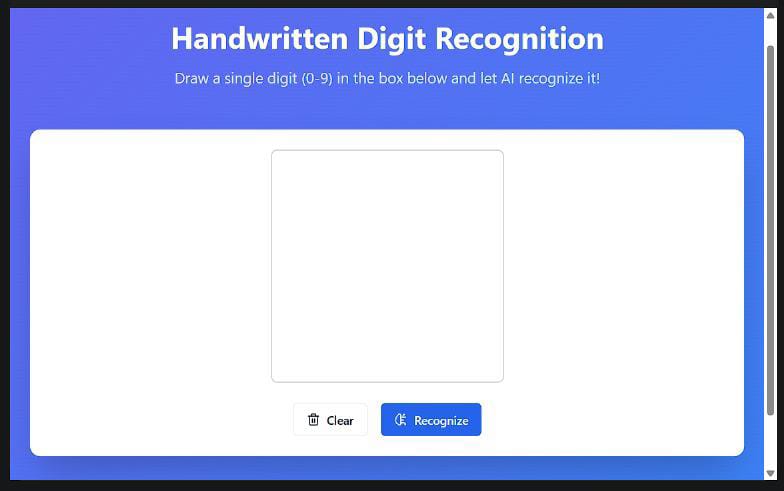 Handwritten Digit Recognition
Draw a single digit (0-9) in the box below and let AI recognize it!
Clear
Recognize